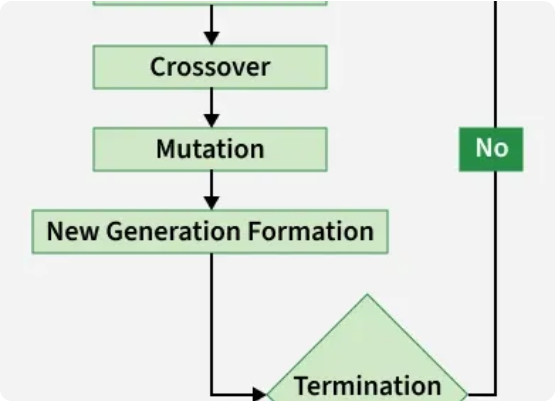 Crossover
Mutation
No
New Generation Formation
Termination